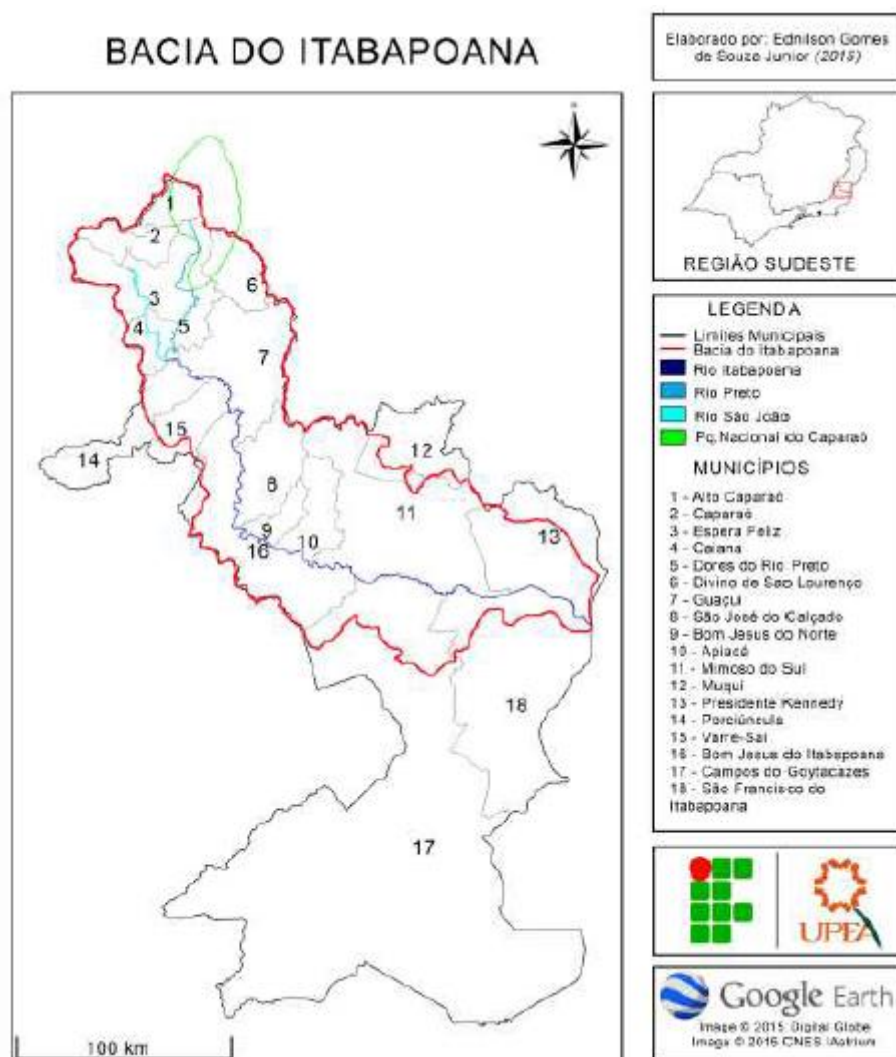 BACIA DO ITABAPOANA
Elaborado por: Ednilson Gomes
de Souza Junior (2015)
REGIÃO SUDESTE
LEGENDA
Limites Municipais
Bacia do Itabapoana
Rio Itabapoana
Rio Preto
Rio São João
Pq.Nacional do Caparaó
MUNICÍPIOS
1 - Alto Caparaó
2 - Caparaó
3 - Espera Feliz
4 - Caiana
5 - Dores do Rio Preto
6 - Divino de Sao Lourenço
7 - Guaçuí
8 - São José do Calçado
9 - Bom Jesus do Norte
10 - Apiacá
11 - Mimoso do Sul
12 - Muqui
13 - Presidente Kennedy
14 - Porciúncula
15 - Varre-Sai
16 - Bom Jesus do Itabapoana
17 - Campos do Goytacazes
18 - São Francisco do
Itabapoana
1
2
3
4
5
6
7
8
9
10
11
12
13
14
15
16
17
18
100 km
UPEA
Google Earth
Image © 2015 Digital Globe
Image © 2015 CNES